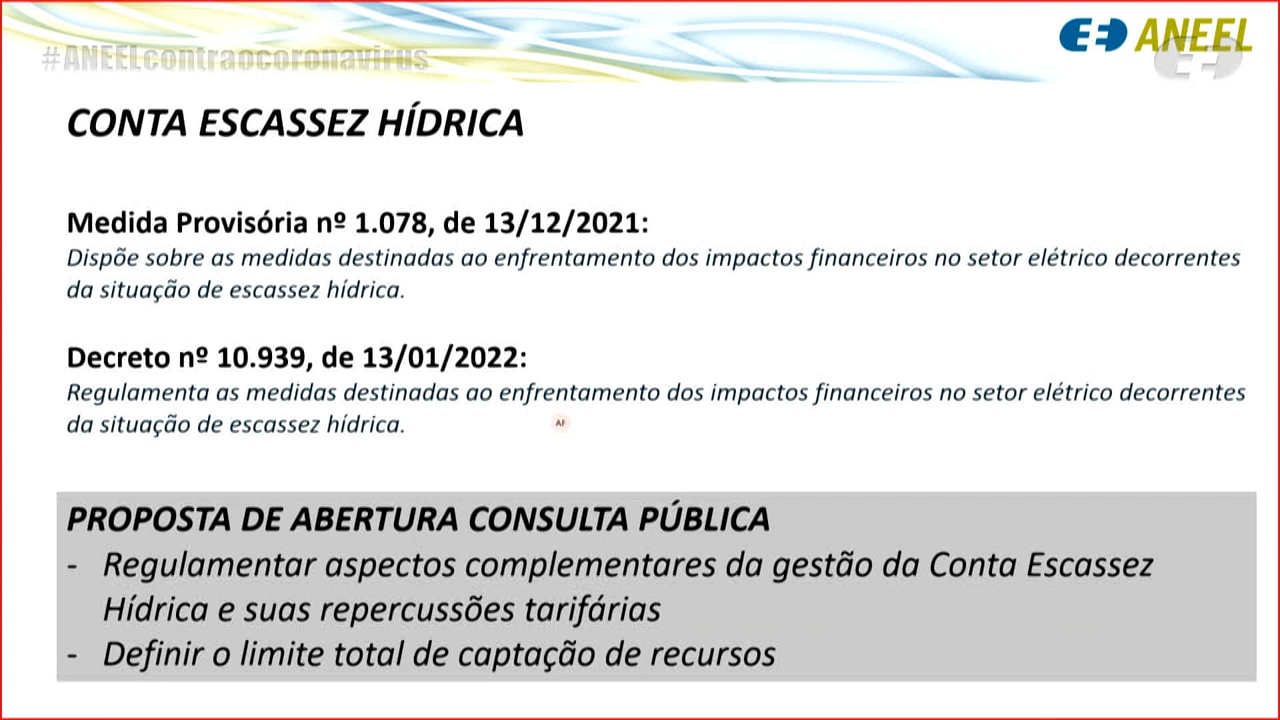 #ANEELcontraocoronavirus
ANEEL
CONTA ESCASSEZ HÍDRICA
Medida Provisória nº 1.078, de 13/12/2021:
Dispõe sobre as medidas destinadas ao enfrentamento dos impactos financeiros no setor elétrico decorrentes
da situação de escassez hídrica.
Decreto nº 10.939, de 13/01/2022:
Regulamenta as medidas destinadas ao enfrentamento dos impactos financeiros no setor elétrico decorrentes
da situação de escassez hídrica.
AF
PROPOSTA DE ABERTURA CONSULTA PÚBLICA
- Regulamentar aspectos complementares da gestão da Conta Escassez
Hídrica e suas repercussões tarifárias
- Definir o limite total de captação de recursos